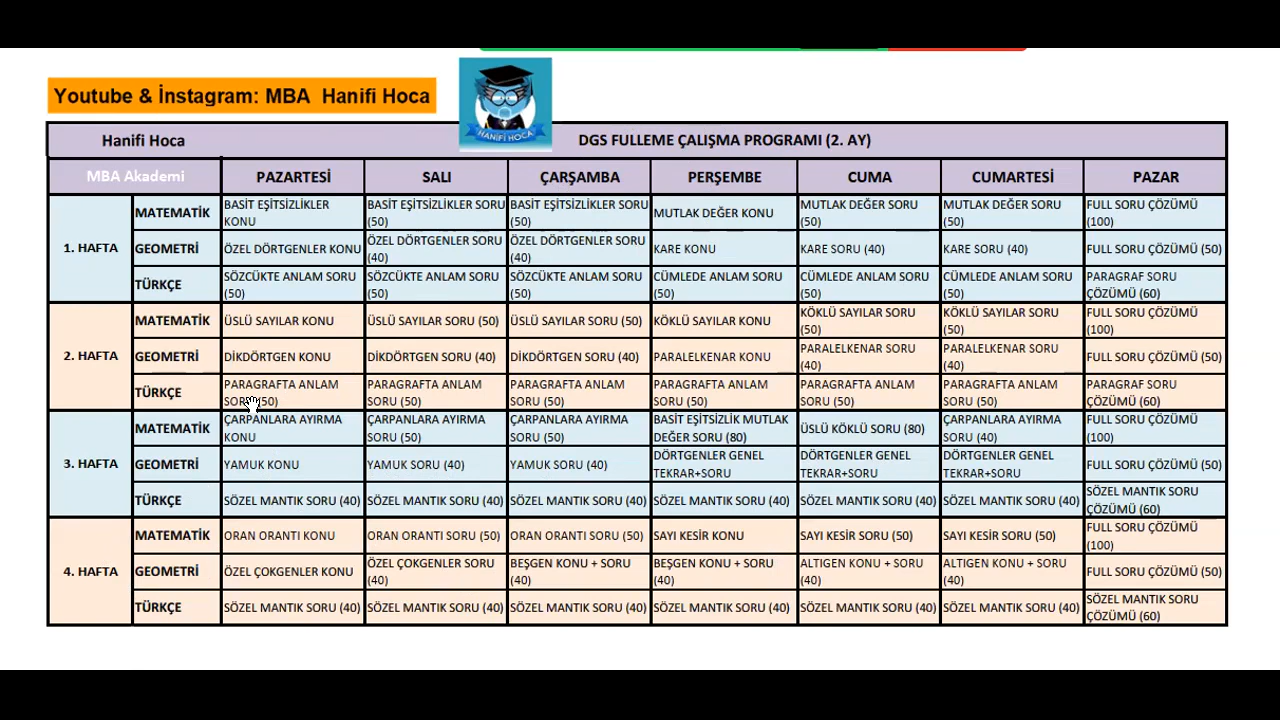 Youtube & İnstagram: MBA Hanifi Hoca
HANİFİ HOCA
Hanifi Hoca DGS FULLEME ÇALIŞMA PROGRAMI (2. AY)
MBA Akademi PAZARTESİ SALI ÇARŞAMBA PERŞEMBE CUMA CUMARTESİ PAZAR
1. HAFTA
MATEMATİK BASİT EŞİTSİZLİKLER KONU BASİT EŞİTSİZLİKLER SORU (50) BASİT EŞİTSİZLİKLER SORU (50) MUTLAK DEĞER KONU MUTLAK DEĞER SORU (50) MUTLAK DEĞER SORU (50) FULL SORU ÇÖZÜMÜ (100)
GEOMETRİ ÖZEL DÖRTGENLER KONU ÖZEL DÖRTGENLER SORU (40) ÖZEL DÖRTGENLER SORU (40) KARE KONU KARE SORU (40) KARE SORU (40) FULL SORU ÇÖZÜMÜ (50)
TÜRKÇE SÖZCÜKTE ANLAM SORU (50) SÖZCÜKTE ANLAM SORU (50) SÖZCÜKTE ANLAM SORU (50) CÜMLEDE ANLAM SORU (50) CÜMLEDE ANLAM SORU (50) CÜMLEDE ANLAM SORU (50) PARAGRAF SORU ÇÖZÜMÜ (60)
2. HAFTA
MATEMATİK ÜSLÜ SAYILAR KONU ÜSLÜ SAYILAR SORU (50) ÜSLÜ SAYILAR SORU (50) KÖKLÜ SAYILAR KONU KÖKLÜ SAYILAR SORU (50) KÖKLÜ SAYILAR SORU (50) FULL SORU ÇÖZÜMÜ (100)
GEOMETRİ DİKDÖRTGEN KONU DİKDÖRTGEN SORU (40) DİKDÖRTGEN SORU (40) PARALELKENAR KONU PARALELKENAR SORU (40) PARALELKENAR SORU (40) FULL SORU ÇÖZÜMÜ (50)
TÜRKÇE PARAGRAFTA ANLAM SORU (50) PARAGRAFTA ANLAM SORU (50) PARAGRAFTA ANLAM SORU (50) PARAGRAFTA ANLAM SORU (50) PARAGRAFTA ANLAM SORU (50) PARAGRAFTA ANLAM SORU (50) PARAGRAF SORU ÇÖZÜMÜ (60)
3. HAFTA
MATEMATİK ÇARPANLARA AYIRMA KONU ÇARPANLARA AYIRMA SORU (50) ÇARPANLARA AYIRMA SORU (50) BASİT EŞİTSİZLİK MUTLAK DEĞER SORU (80) ÜSLÜ KÖKLÜ SORU (80) ÇARPANLARA AYIRMA SORU (40) FULL SORU ÇÖZÜMÜ (100)
GEOMETRİ YAMUK KONU YAMUK SORU (40) YAMUK SORU (40) DÖRTGENLER GENEL TEKRAR+SORU DÖRTGENLER GENEL TEKRAR+SORU DÖRTGENLER GENEL TEKRAR+SORU FULL SORU ÇÖZÜMÜ (50)
TÜRKÇE SÖZEL MANTIK SORU (40) SÖZEL MANTIK SORU (40) SÖZEL MANTIK SORU (40) SÖZEL MANTIK SORU (40) SÖZEL MANTIK SORU (40) SÖZEL MANTIK SORU (40) SÖZEL MANTIK SORU ÇÖZÜMÜ (60)
4. HAFTA
MATEMATİK ORAN ORANTI KONU ORAN ORANTI SORU (50) ORAN ORANTI SORU (50) SAYI KESİR KONU SAYI KESİR SORU (50) SAYI KESİR SORU (50) FULL SORU ÇÖZÜMÜ (100)
GEOMETRİ ÖZEL ÇOKGENLER KONU ÖZEL ÇOKGENLER SORU (40) BEŞGEN KONU + SORU (40) BEŞGEN KONU + SORU (40) ALTIGEN KONU + SORU (40) ALTIGEN KONU + SORU (40) FULL SORU ÇÖZÜMÜ (50)
TÜRKÇE SÖZEL MANTIK SORU (40) SÖZEL MANTIK SORU (40) SÖZEL MANTIK SORU (40) SÖZEL MANTIK SORU (40) SÖZEL MANTIK SORU (40) SÖZEL MANTIK SORU (40) SÖZEL MANTIK SORU ÇÖZÜMÜ (60)